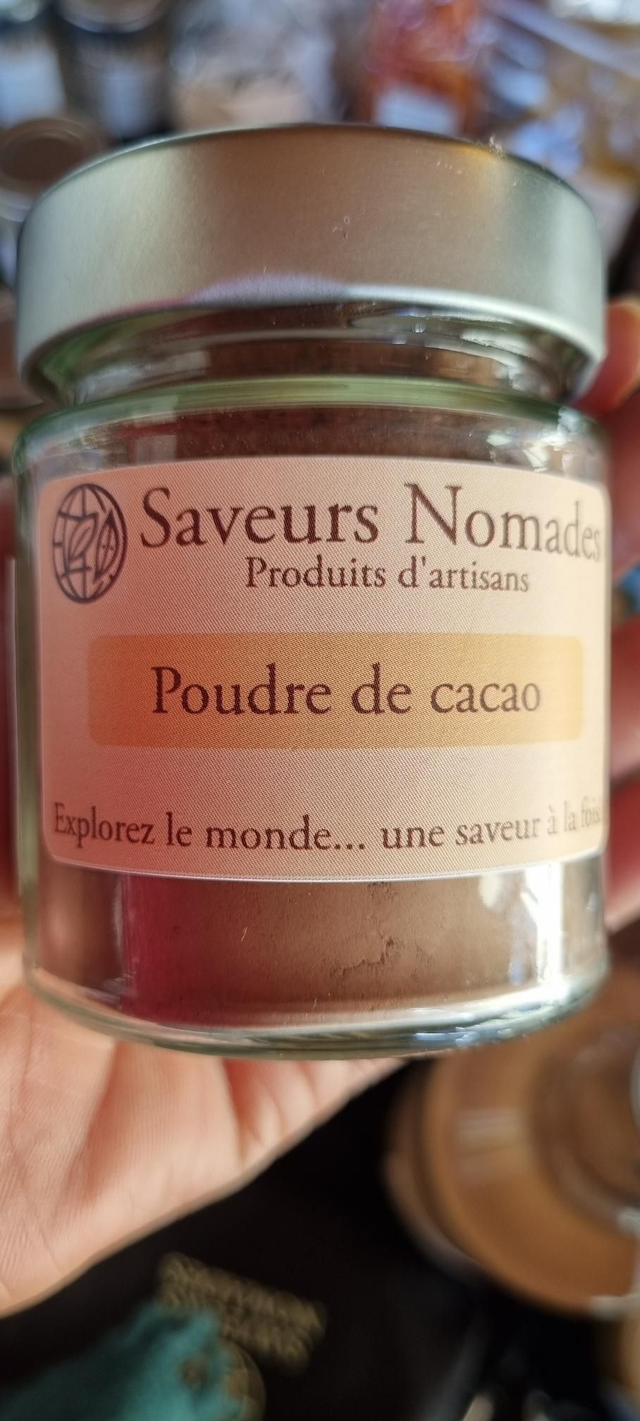 Saveurs Nomades
Produits d'artisans
Poudre de cacao
Explorez le monde... une saveur à la fois